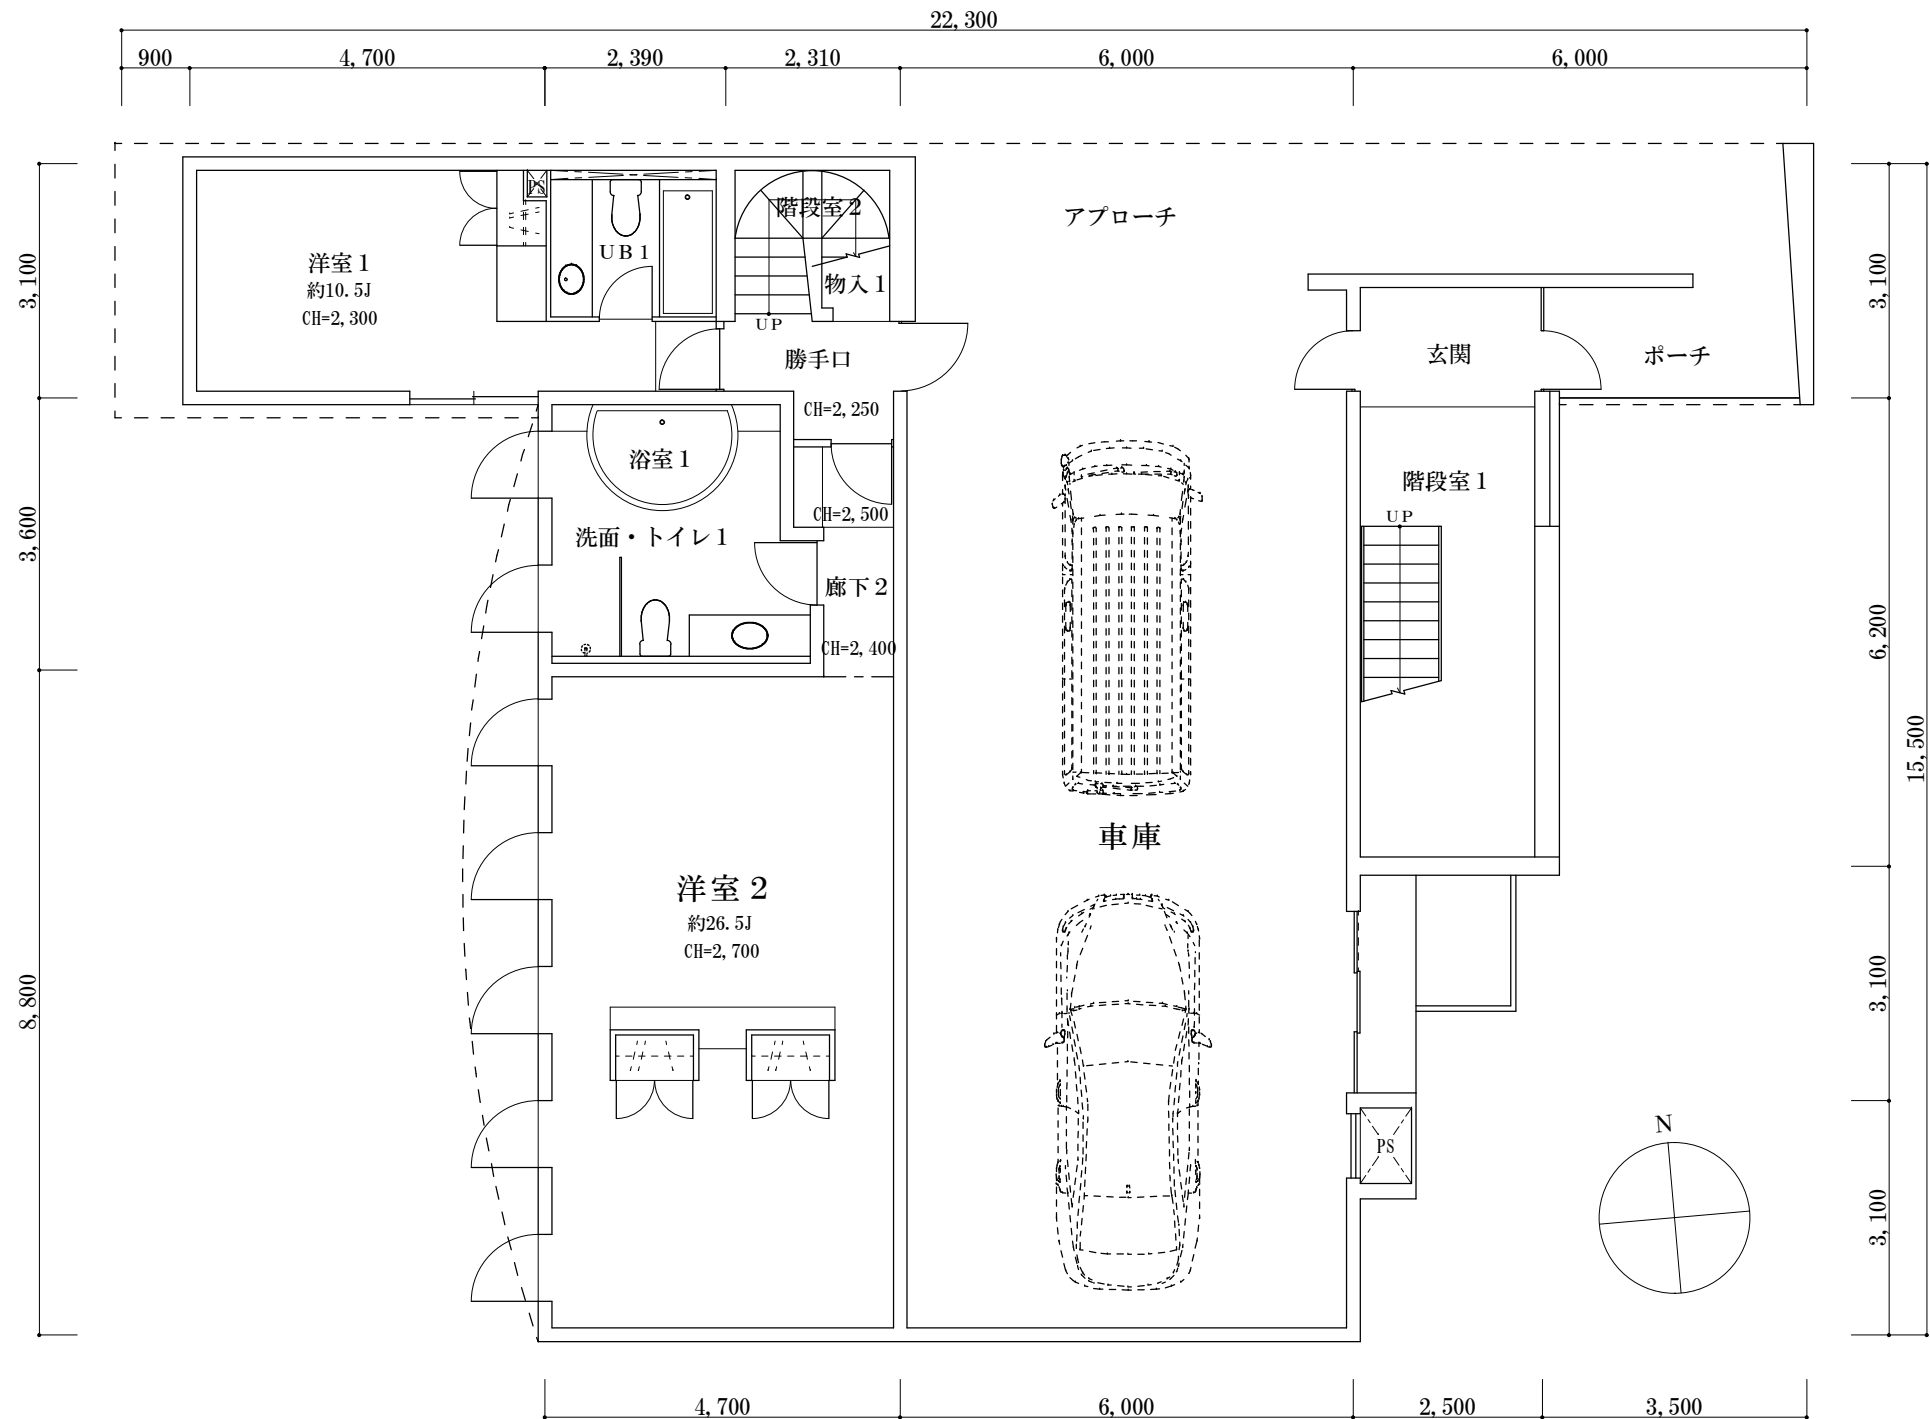 22,300
900
4,700
2,390
2,310
6,000
6,000
3,100
3,600
8,800
PS
階段室２
アプローチ
UB１
洋室１
約10.5J
CH=2,300
物入１
UP
勝手口
玄関
ポーチ
CH=2,250
浴室１
階段室１
CH=2,500
UP
洗面・トイレ１
廊下２
CH=2,400
車庫
洋室２
約26.5J
CH=2,700
N
PS
3,100
6,200
15,500
3,100
3,100
4,700
6,000
2,500
3,500